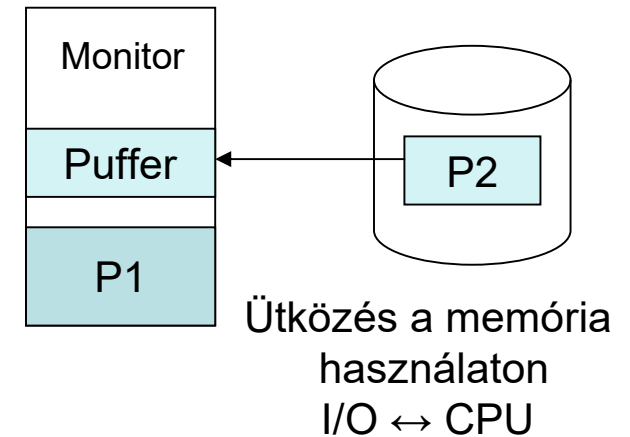 Monitor
Puffer
P2
P1
Ütközés a memória
használaton
I/O ↔ CPU